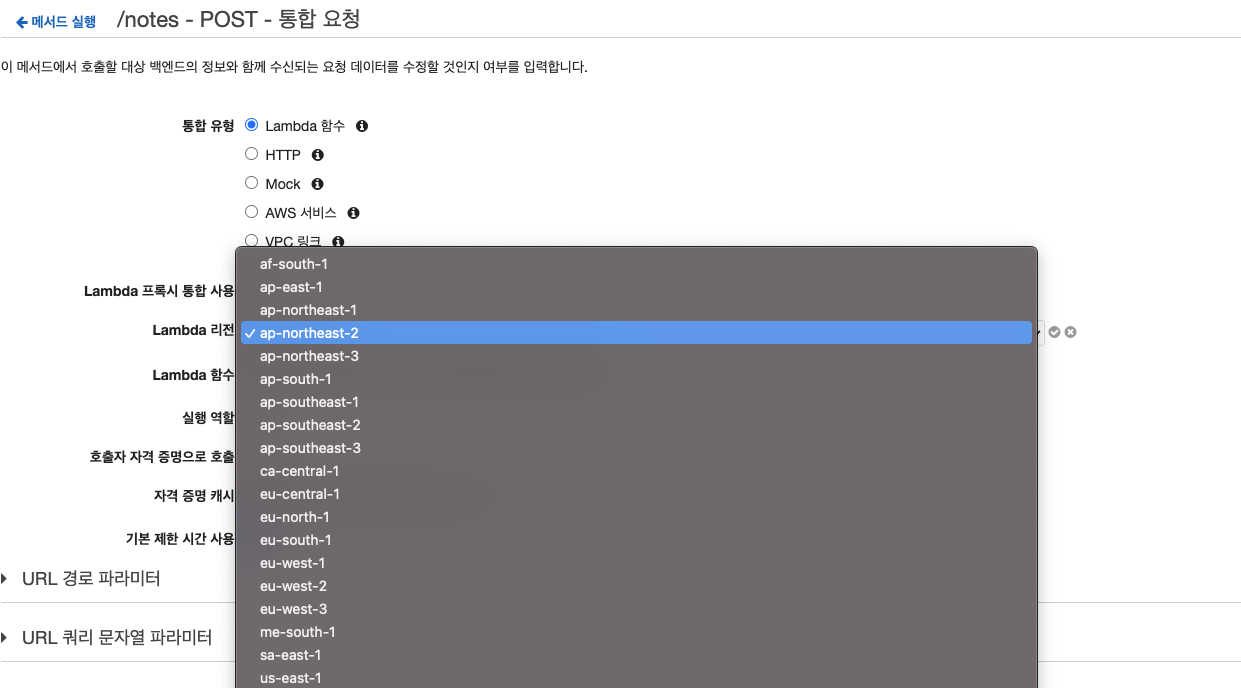 메서드 실행 /notes - POST - 통합 요청
이 메서드에서 호출할 대상 백엔드의 정보와 함께 수신되는 요청 데이터를 수정할 것인지 여부를 입력합니다.
통합 유형 Lambda 함수
HTTP
Mock
AWS 서비스
VPC 링크
af-south-1
ap-east-1
Lambda 프록시 통합 사용
ap-northeast-1
Lambda 리전 ap-northeast-2
ap-northeast-3
Lambda 함수 ap-south-1
ap-southeast-1
실행 역할 ap-southeast-2
ap-southeast-3
호출자 자격 증명으로 호출
ca-central-1
자격 증명 캐시 eu-central-1
eu-north-1
기본 제한 시간 사용 eu-south-1
eu-west-1
URL 경로 파라미터 eu-west-2
eu-west-3
URL 쿼리 문자열 파라미터 me-south-1
sa-east-1
us-east-1